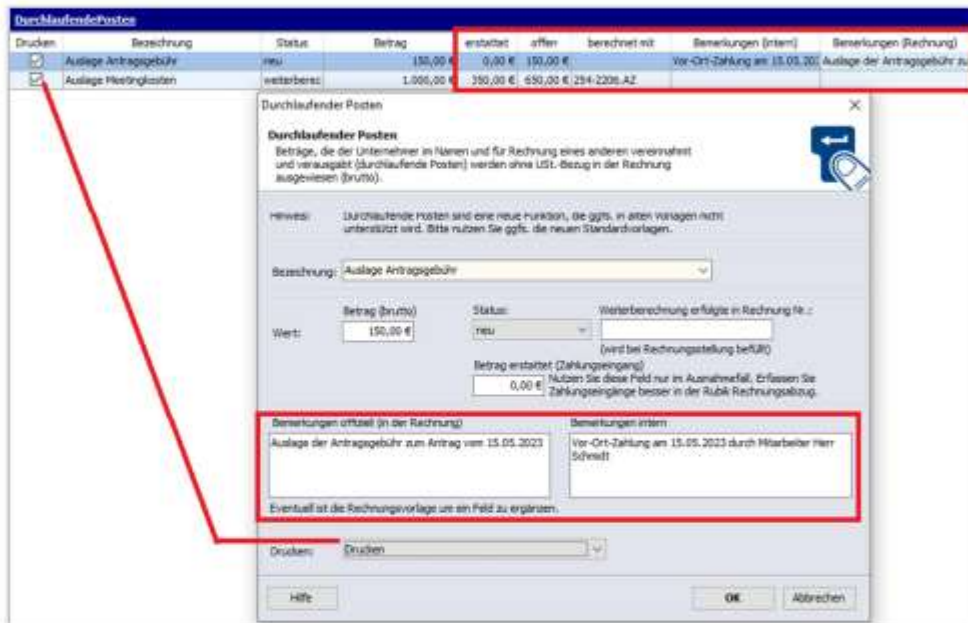 DurchlaufendePosten
Drucken Bezeichnung Status Betrag erstattet offen berechnet mit Bemerkungen (intern) Bemerkungen (Rechnung)
Auslage Antragsgebühr neu 150,00 € 0,00 € 150,00 € Vor-Ort-Zahlung am 15.05.202 Auslage der Antragsgebühr zu
Auslage Meetingkosten weiterberec 1.000,00 € 350,00 € 650,00 € 254-2206.AZ
Durchlaufender Posten
Durchlaufender Posten
Beträge, die der Unternehmer im Namen und für Rechnung eines anderen vereinnahmt
und verausgabt (durchlaufende Posten) werden ohne USt.-Bezug in der Rechnung
ausgewiesen (brutto).
Hinweis: Durchlaufende Posten sind eine neue Funktion, die ggfs. in alten Vorlagen nicht
unterstützt wird. Bitte nutzen Sie ggfs. die neuen Standardvorlagen.
Bezeichnung: Auslage Antragsgebühr
Betrag (brutto) Status: Weiterberechnung erfolgte in Rechnung Nr.:
Wert: 150,00 € neu
(wird bei Rechnungsstellung befüllt)
Betrag erstattet (Zahlungseingang)
0,00 € Nutzen Sie diese Feld nur im Ausnahmefall. Erfassen Sie
Zahlungseingänge besser in der Rubik Rechnungsabzug.
Bemerkungen offiziell (in der Rechnung) Bemerkungen intern
Auslage der Antragsgebühr zum Antrag vom 15.05.2023 Vor-Ort-Zahlung am 15.05.2023 durch Mitarbeiter Herr
Schmidt
Eventuell ist die Rechnungsvorlage um ein Feld zu ergänzen.
Drucken: Drucken
Hilfe OK Abbrechen